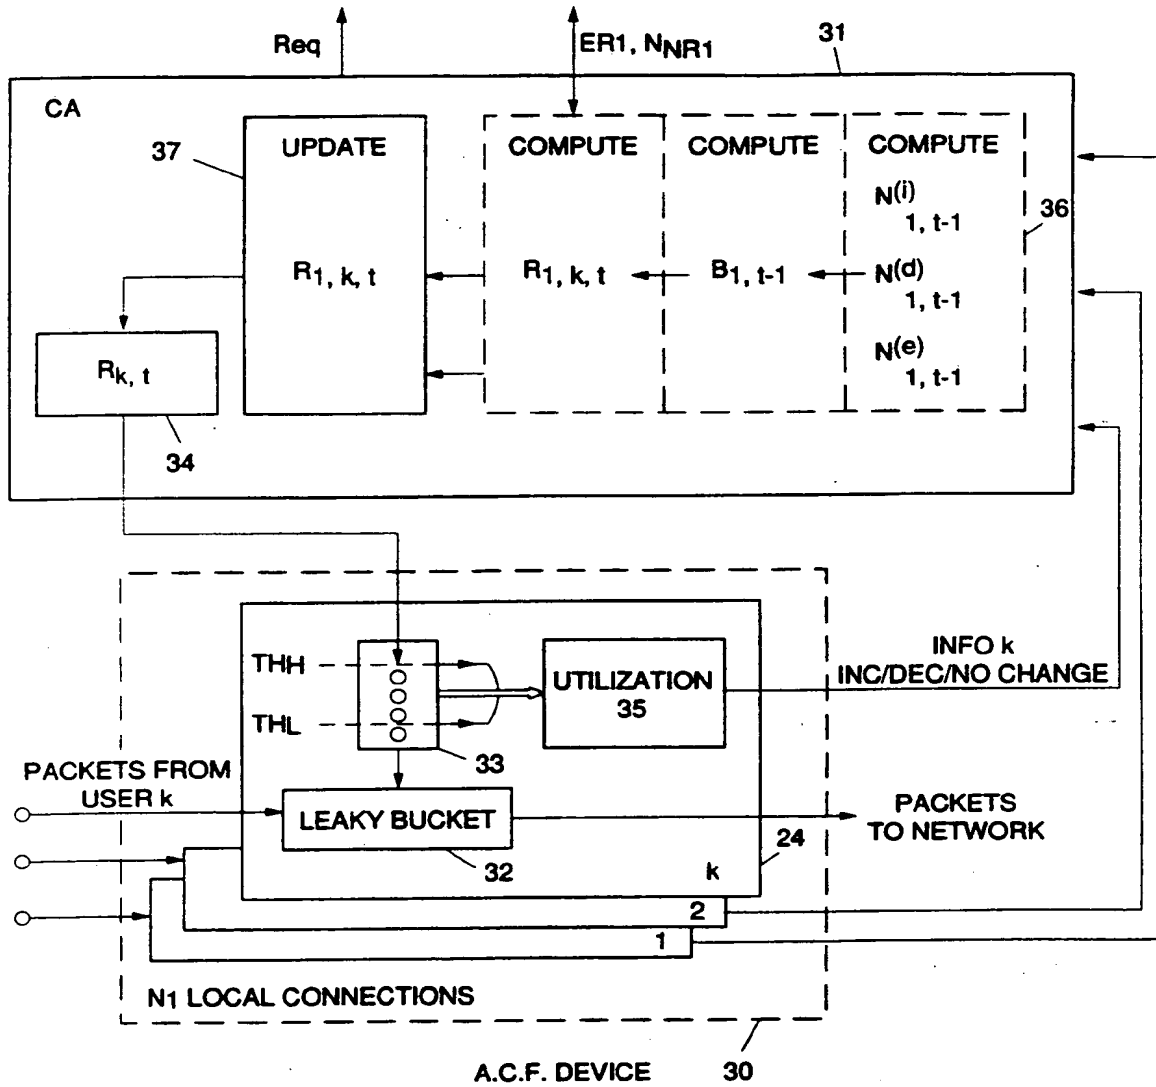 Req
ER1, NNR1
31
CA
37
UPDATE
COMPUTE
COMPUTE
COMPUTE
N(i)
1, t-1
36
R1, k, t
R1, k, t
B1, t-1
N(d)
1, t-1
N(e)
1, t-1
Rk, t
34
INFO k
INC/DEC/NO CHANGE
THH
UTILIZATION
35
THL
33
PACKETS FROM
USER k
LEAKY BUCKET
PACKETS
TO NETWORK
32
24
k
2
1
N1 LOCAL CONNECTIONS
A.C.F. DEVICE
30